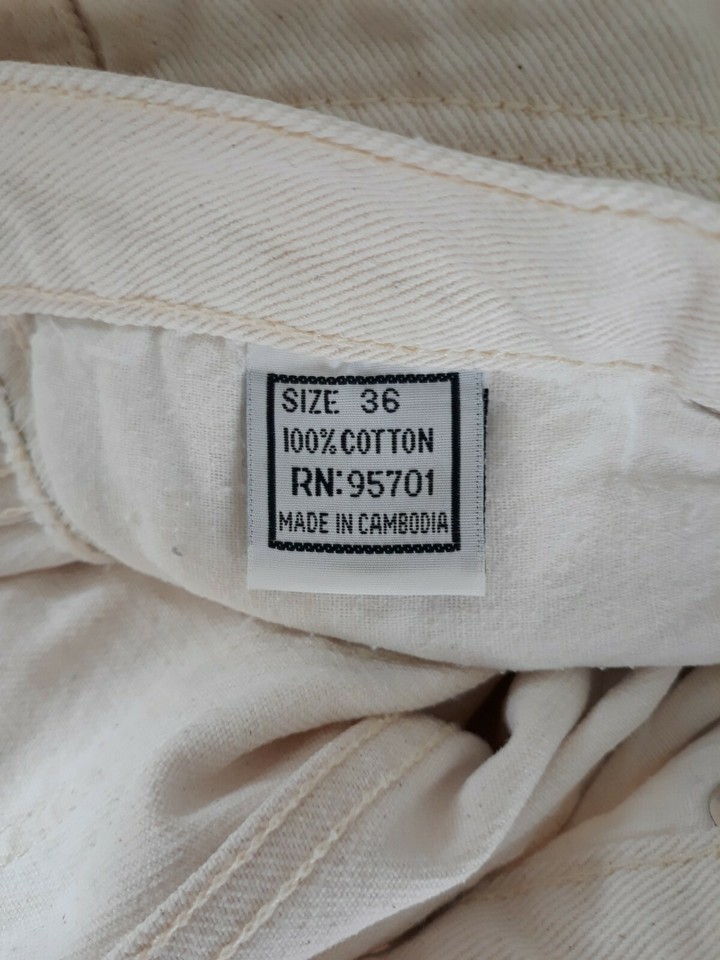 SIZE 36
100% COTTON
RN:95701
MADE IN CAMBODIA